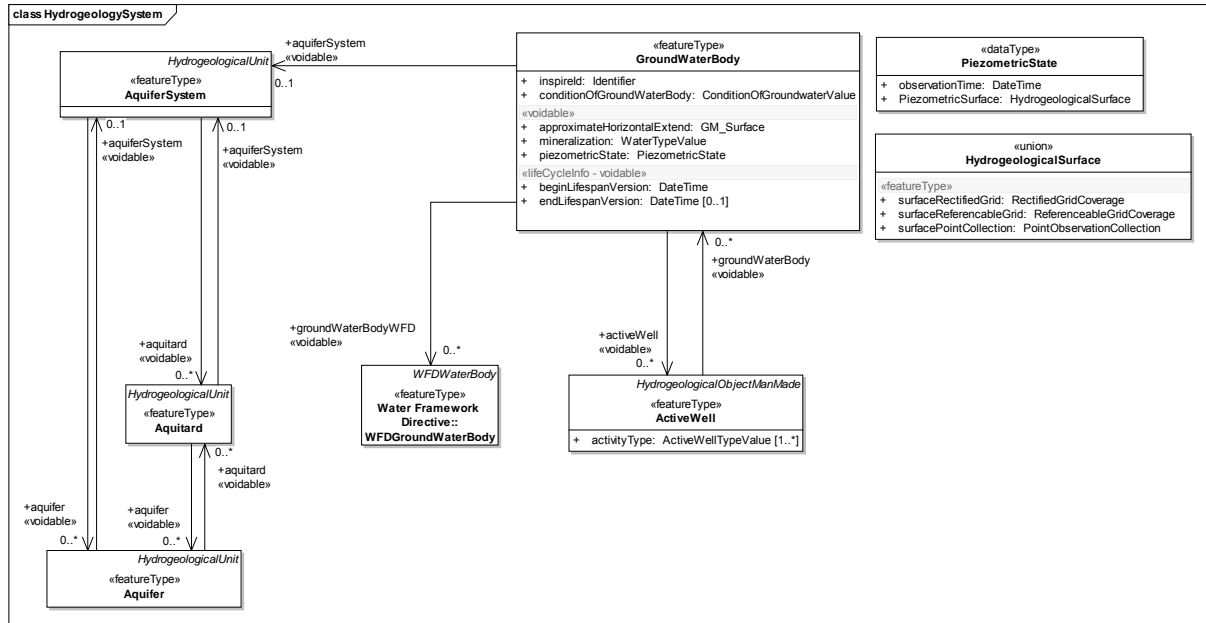 class HydrogeologySystem
HydrogeologicalUnit
«featureType»
AquiferSystem
+aquiferSystem
«voidable»
0..1
«featureType»
GroundWaterBody
+ inspireId: Identifier
+ conditionOfGroundWaterBody: ConditionOfGroundwaterValue
«voidable»
+ approximateHorizontalExtend: GM_Surface
+ mineralization: WaterTypeValue
+ piezometricState: PiezometricState
«lifeCycleInfo - voidable»
+ beginLifespanVersion: DateTime
+ endLifespanVersion: DateTime [0..1]
«dataType»
PiezometricState
+ observationTime: DateTime
+ PiezometricSurface: HydrogeologicalSurface
«union»
HydrogeologicalSurface
«featureType»
+ surfaceRectifiedGrid: RectifiedGridCoverage
+ surfaceReferencableGrid: ReferenceableGridCoverage
+ surfacePointCollection: PointObservationCollection
0..1
+aquiferSystem
«voidable»
0..1
+aquiferSystem
«voidable»
0..*
+groundWaterBody
«voidable»
+groundWaterBodyWFD
«voidable»
0..*
+activeWell
«voidable»
0..*
+aquitard
«voidable»
0..*
HydrogeologicalUnit
«featureType»
Aquitard
WFDWaterBody
«featureType»
Water Framework
Directive::
WFDGroundWaterBody
HydrogeologicalObjectManMade
«featureType»
ActiveWell
+ activityType: ActiveWellTypeValue [1..*]
0..*
+aquitard
«voidable»
+aquifer
«voidable»
0..*
+aquifer
«voidable»
0..*
HydrogeologicalUnit
«featureType»
Aquifer